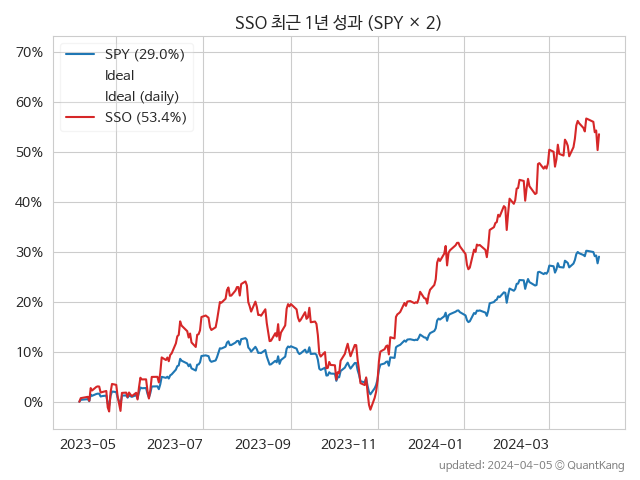 SSO 최근 1년 성과 (SPY × 2)
SPY (29.0%)
Ideal
Ideal (daily)
SSO (53.4%)
70%
60%
50%
40%
30%
20%
10%
0%
2023-05 2023-07 2023-09 2023-11 2024-01 2024-03
updated: 2024-04-05 © QuantKang